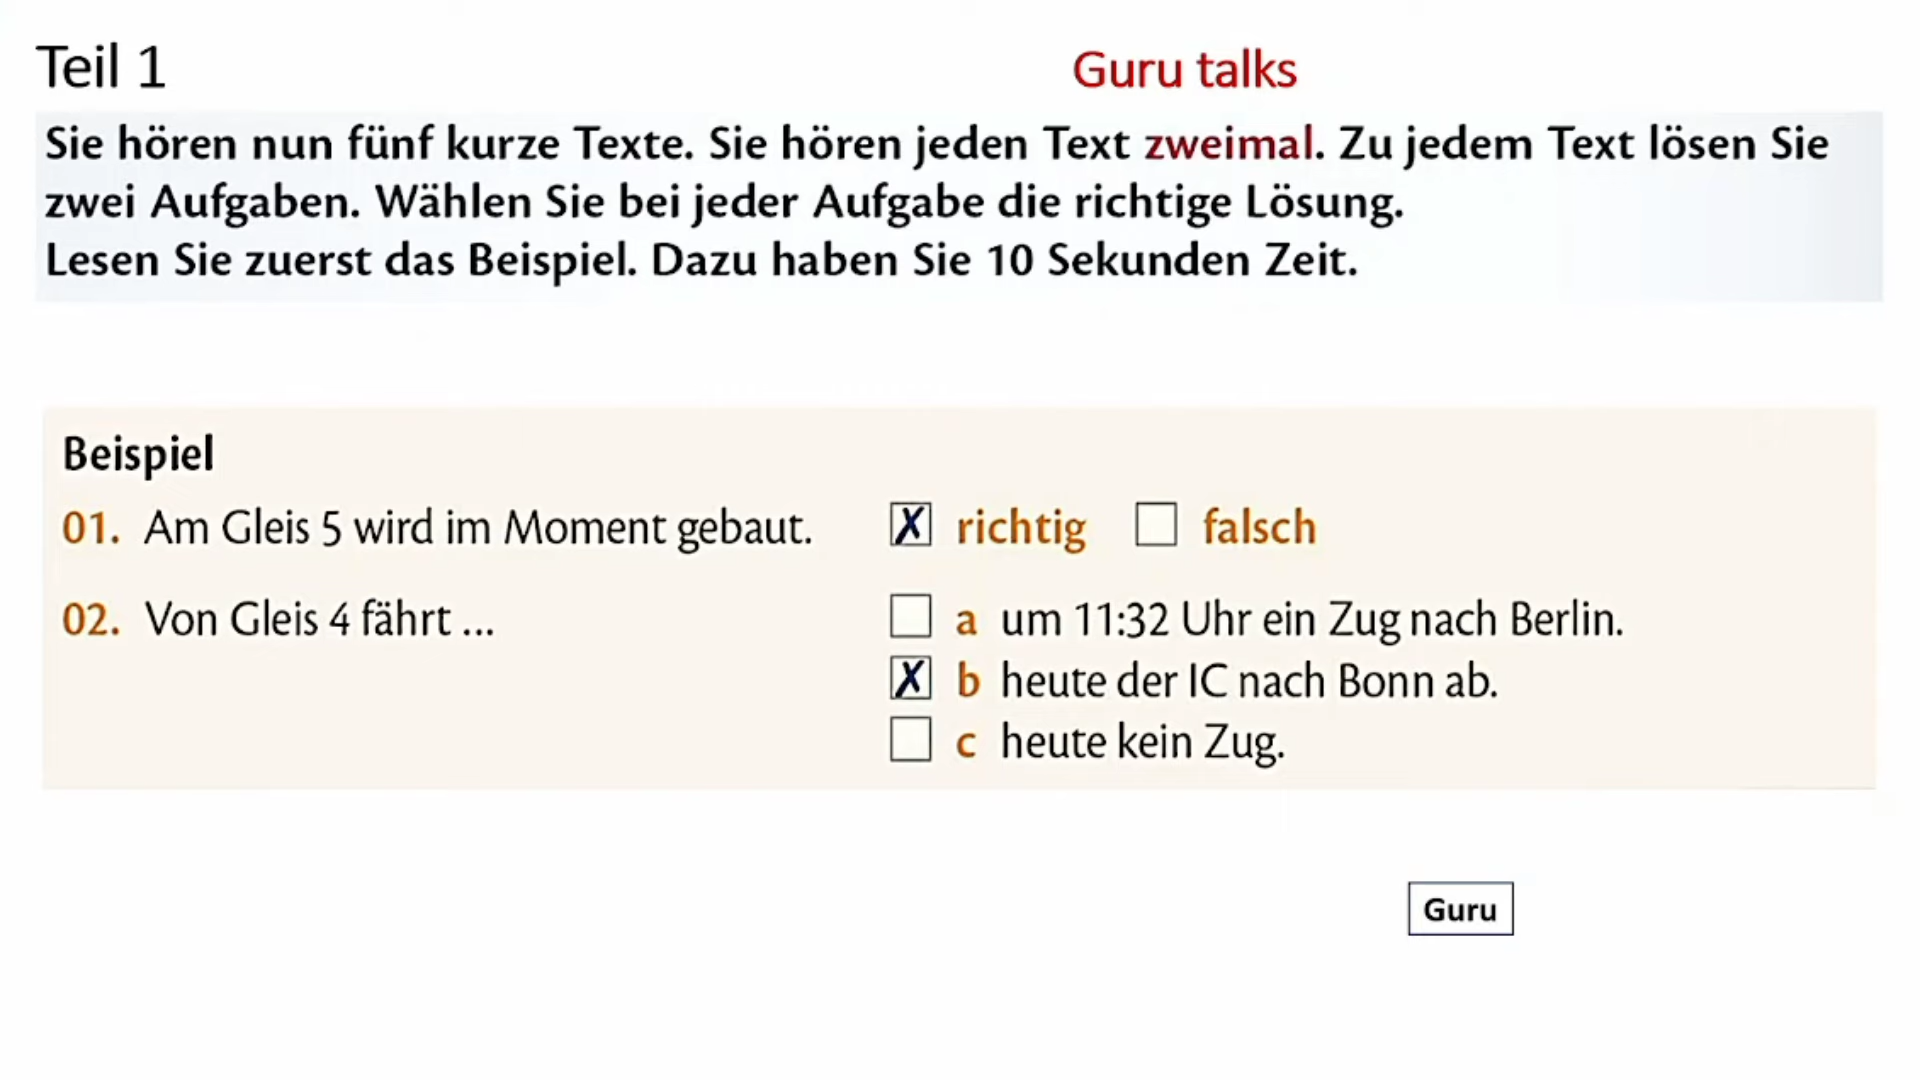 Teil 1
Guru talks
Sie hören nun fünf kurze Texte. Sie hören jeden Text zweimal. Zu jedem Text lösen Sie
zwei Aufgaben. Wählen Sie bei jeder Aufgabe die richtige Lösung.
Lesen Sie zuerst das Beispiel. Dazu haben Sie 10 Sekunden Zeit.
Beispiel
01. Am Gleis 5 wird im Moment gebaut. ☒ richtig ☐ falsch
02. Von Gleis 4 fährt ... ☐ a um 11:32 Uhr ein Zug nach Berlin.
☒ b heute der IC nach Bonn ab.
☐ c heute kein Zug.
Guru